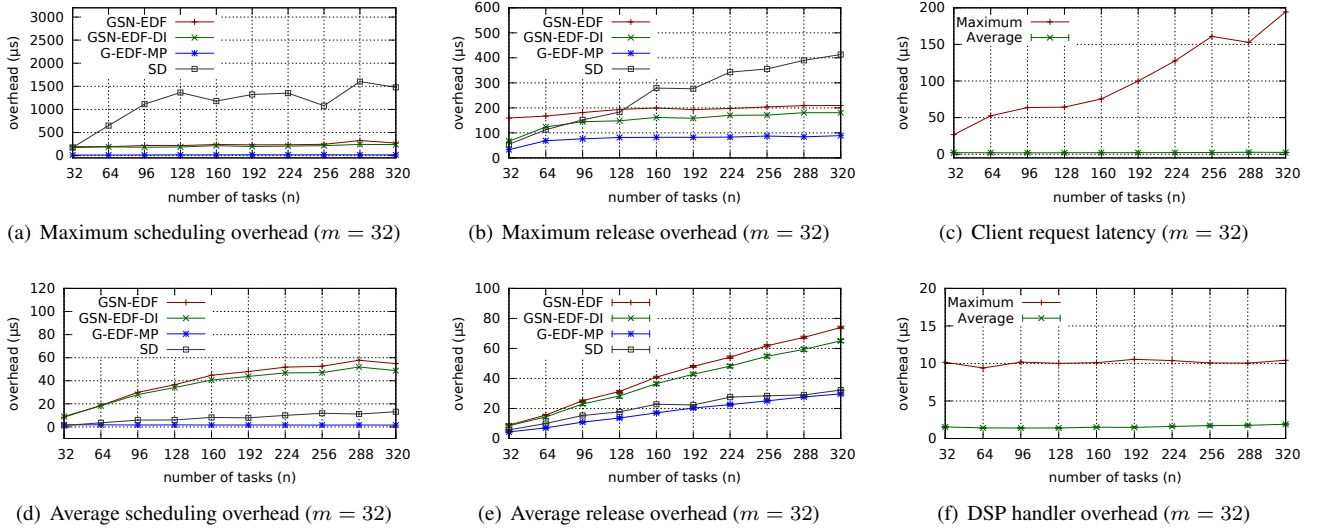 GSN-EDF
GSN-EDF-DI
G-EDF-MP
SD
overhead (µs)
3000
2500
2000
1500
1000
500
0
32 64 96 128 160 192 224 256 288 320
number of tasks (n)
(a) Maximum scheduling overhead (m = 32)
GSN-EDF
GSN-EDF-DI
G-EDF-MP
SD
overhead (µs)
600
500
400
300
200
100
0
32 64 96 128 160 192 224 256 288 320
number of tasks (n)
(b) Maximum release overhead (m = 32)
Maximum
Average
overhead (µs)
200
150
100
50
0
32 64 96 128 160 192 224 256 288 320
number of tasks (n)
(c) Client request latency (m = 32)
GSN-EDF
GSN-EDF-DI
G-EDF-MP
SD
overhead (µs)
120
100
80
60
40
20
0
32 64 96 128 160 192 224 256 288 320
number of tasks (n)
(d) Average scheduling overhead (m = 32)
GSN-EDF
GSN-EDF-DI
G-EDF-MP
SD
overhead (µs)
100
80
60
40
20
0
32 64 96 128 160 192 224 256 288 320
number of tasks (n)
(e) Average release overhead (m = 32)
Maximum
Average
overhead (µs)
20
15
10
5
0
32 64 96 128 160 192 224 256 288 320
number of tasks (n)
(f) DSP handler overhead (m = 32)